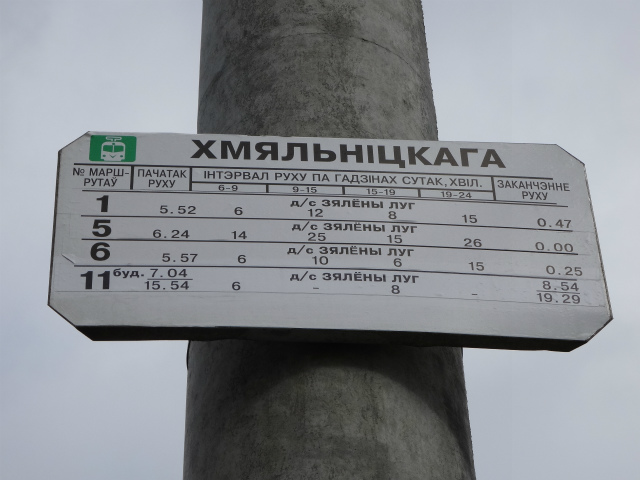 ХМЯЛЬНІЦКАГА
№ МАРШ-РУТАЎ ПАЧАТАК РУХУ ІНТЭРВАЛ РУХУ ПА ГАДЗІНАХ СУТАК, ХВІЛ. ЗАКАНЧЭННЕ РУХУ
6-9 9-15 15-19 19-24
д/с ЗЯЛЁНЫ ЛУГ
1 5.52 6 12 8 15 0.47
д/с ЗЯЛЁНЫ ЛУГ
5 6.24 14 25 15 26 0.00
д/с ЗЯЛЁНЫ ЛУГ
6 5.57 6 10 6 15 0.25
д/с ЗЯЛЁНЫ ЛУГ
11 буд. 7.04 8.54
15.54 6 - 8 - 19.29